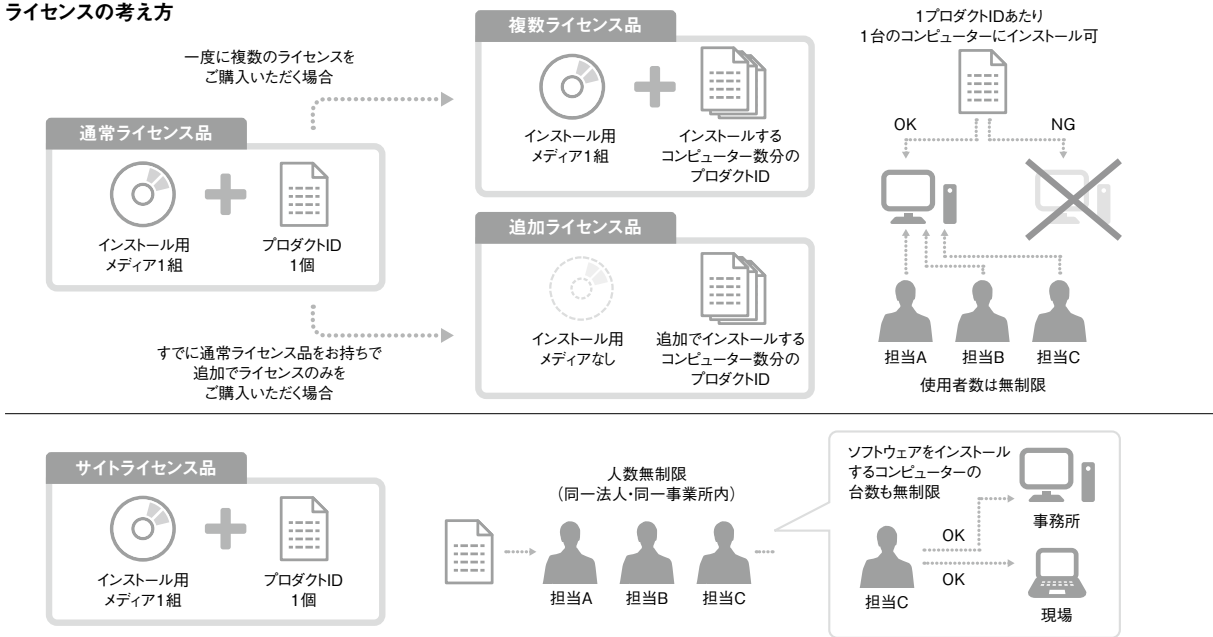 ライセンスの考え方
一度に複数のライセンスを
ご購入いただく場合
通常ライセンス品
インストール用
メディア1組
プロダクトID
1個
すでに通常ライセンス品をお持ちで
追加でライセンスのみを
ご購入いただく場合
複数ライセンス品
インストール用
メディア1組
インストールする
コンピューター数分の
プロダクトID
追加ライセンス品
インストール用
メディアなし
追加でインストールする
コンピューター数分の
プロダクトID
1プロダクトIDあたり
1台のコンピューターにインストール可
OK
NG
担当A
担当B
担当C
使用者数は無制限
サイトライセンス品
インストール用
メディア1組
プロダクトID
1個
人数無制限
（同一法人・同一事業所内）
担当A
担当B
担当C
ソフトウェアをインストール
するコンピューターの
台数も無制限
OK
OK
担当C
事務所
現場